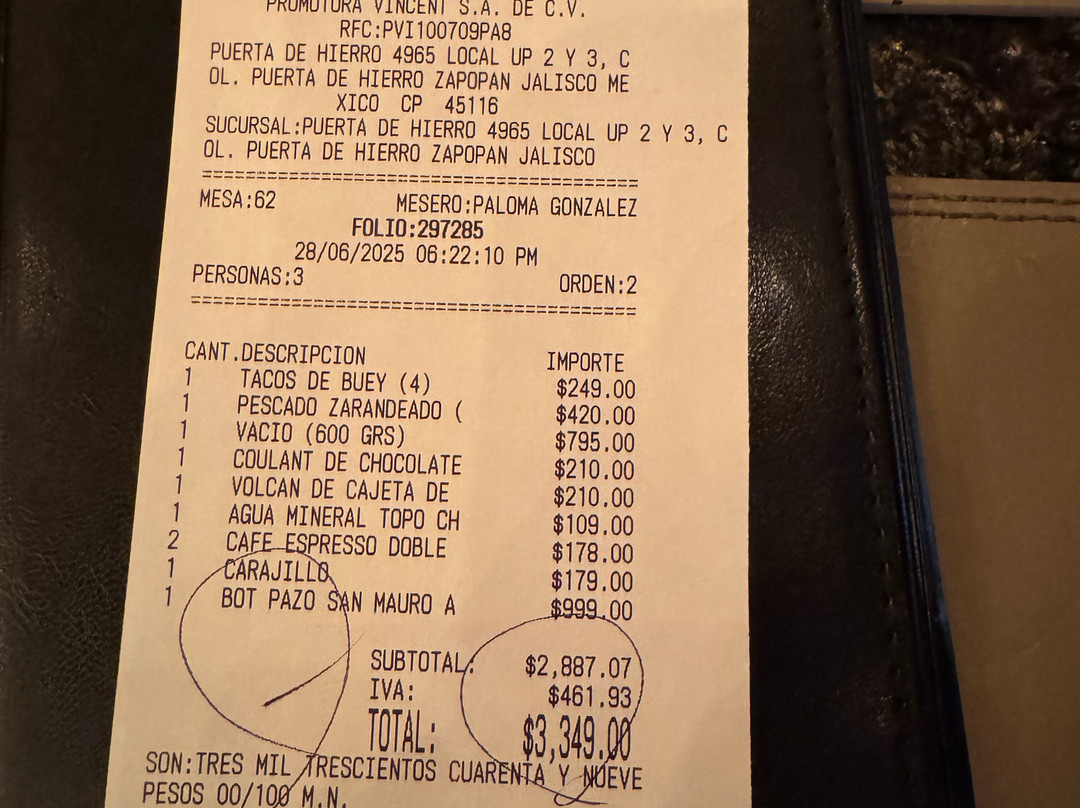 PROMOTORA VINCENT S.A. DE C.V.
RFC:PVI100709PA8
PUERTA DE HIERRO 4965 LOCAL UP 2 Y 3, C
OL. PUERTA DE HIERRO ZAPOPAN JALISCO ME
XICO CP 45116
SUCURSAL:PUERTA DE HIERRO 4965 LOCAL UP 2 Y 3, C
OL. PUERTA DE HIERRO ZAPOPAN JALISCO
MESA:62 MESERO:PALOMA GONZALEZ
FOLIO:297285
28/06/2025 06:22:10 PM
PERSONAS:3 ORDEN:2
CANT.DESCRIPCION IMPORTE
1 TACOS DE BUEY (4) $249.00
1 PESCADO ZARANDEADO ( $420.00
1 VACIO (600 GRS) $795.00
1 COULANT DE CHOCOLATE $210.00
1 VOLCAN DE CAJETA DE $210.00
1 AGUA MINERAL TOPO CH $109.00
2 CAFE ESPRESSO DOBLE $178.00
1 CARAJILLO $179.00
1 BOT PAZO SAN MAURO A $999.00
SUBTOTAL: $2,887.07
IVA: $461.93
TOTAL: $3,349.00
SON:TRES MIL TRESCIENTOS CUARENTA Y NUEVE
PESOS 00/100 M.N.